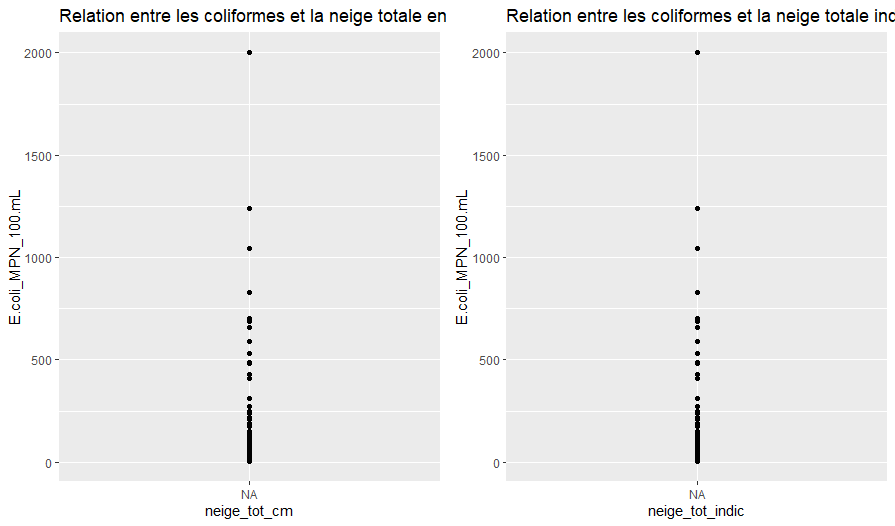 Relation entre les coliformes et la neige totale en
2000
1500
1000
500
0
E.coli_MPN_100.mL
NA
neige_tot_cm
Relation entre les coliformes et la neige totale inc
2000
1500
1000
500
0
E.coli_MPN_100.mL
NA
neige_tot_indic